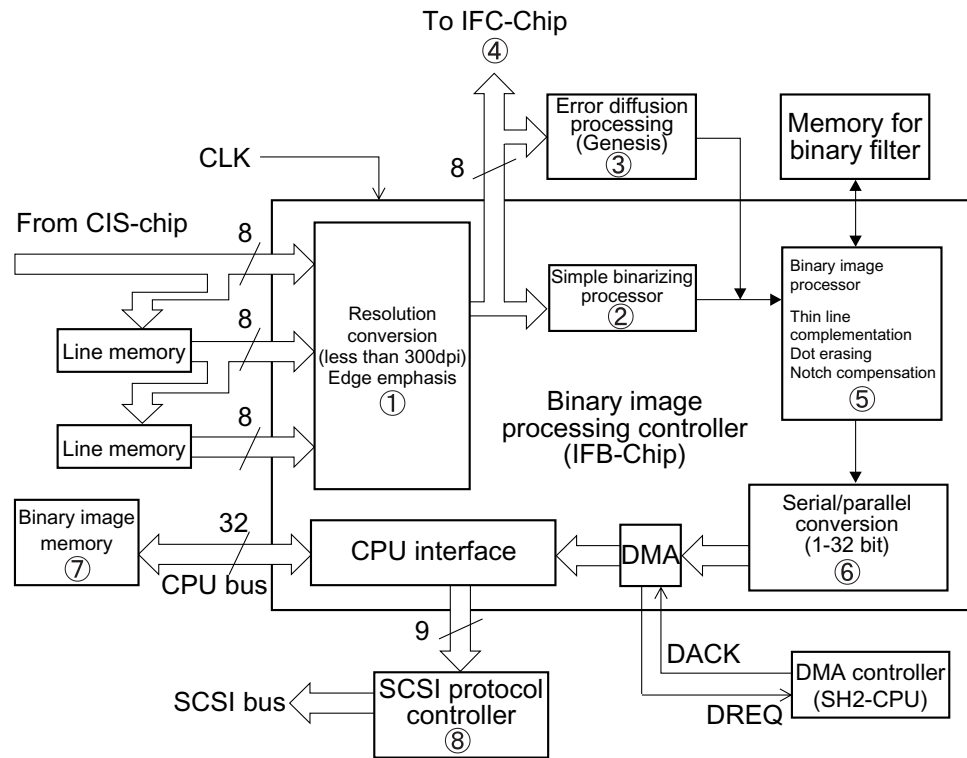 To IFC-Chip
④
Error diffusion
processing
(Genesis)
③
Memory for
binary filter
CLK
8
From CIS-chip
8
Line memory
8
Line memory
8
Resolution
conversion
(less than 300dpi)
Edge emphasis
①
Simple binarizing
processor
②
Binary image
processor
Thin line
complementation
Dot erasing
Notch compensation
⑤
Binary image
processing controller
(IFB-Chip)
Binary image
memory
⑦
32
CPU bus
CPU interface
DMA
Serial/parallel
conversion
(1-32 bit)
⑥
9
DACK
DREQ
DMA controller
(SH2-CPU)
SCSI bus
SCSI protocol
controller
⑧